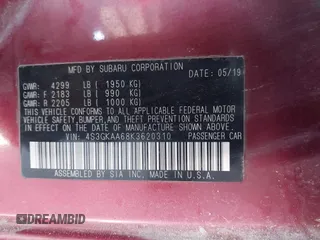 MFD BY SUBARU CORPORATION
DATE : 05/19
GVWR: 4299 LB ( 1950 KG)
GAWR: F 2183 LB ( 990 KG)
GAWR: R 2205 LB ( 1000 KG)
THIS VEHICLE CONFORMS TO ALL APPLICABLE FEDERAL MOTOR
VEHICLE SAFETY, BUMPER, AND THEFT PREVENTION STANDARDS
IN EFFECT ON THE DATE OF MANUFACTURE SHOWN ABOVE.
VIN: 4S3GKAA68K3620310 PASSENGER CAR
ASSEMBLED BY SIA INC. MADE IN U.S.A.
DREAMBID